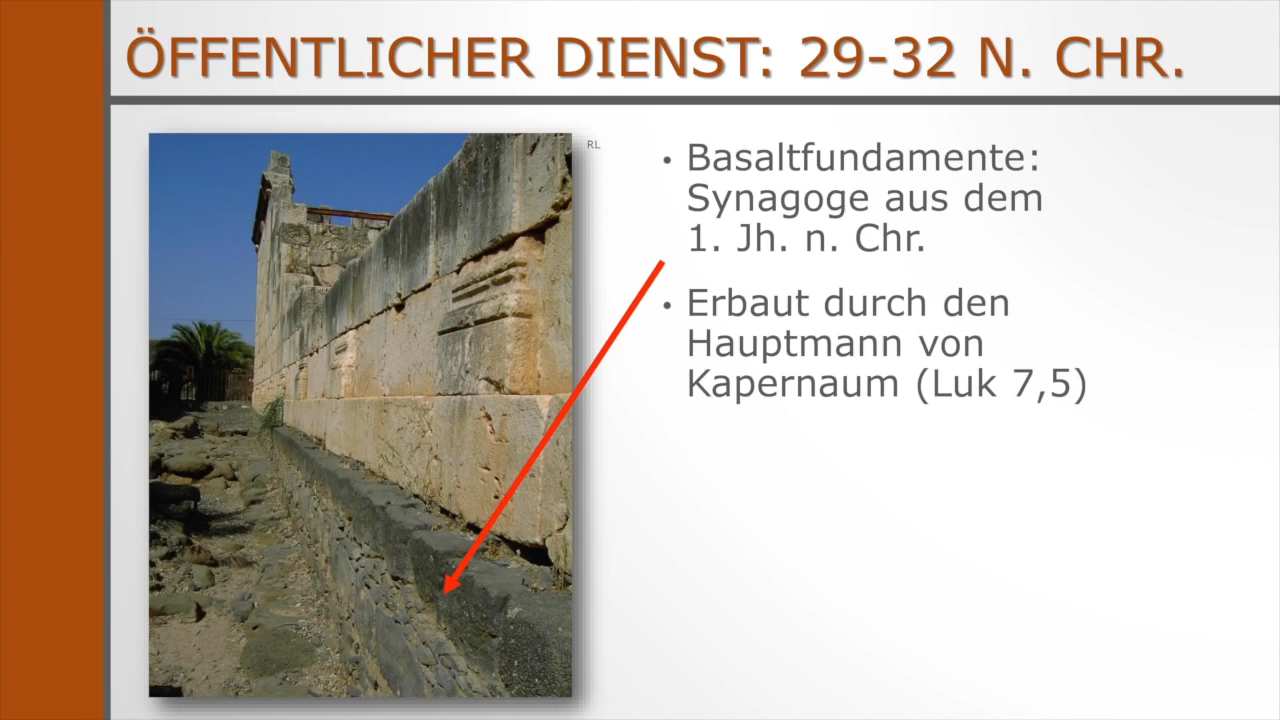 ÖFFENTLICHER DIENST: 29-32 N. CHR.
RL
• Basaltfundamente:
Synagoge aus dem
1. Jh. n. Chr.
• Erbaut durch den
Hauptmann von
Kapernaum (Luk 7,5)